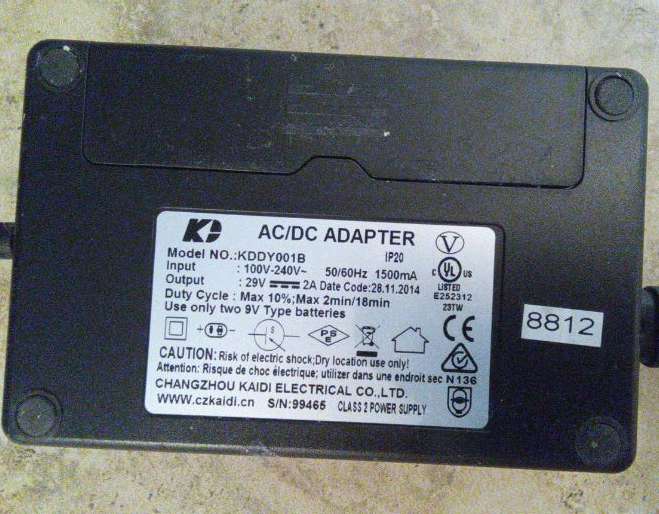 KD AC/DC ADAPTER
IP20
Model NO.:KDDY001B
Input : 100V-240V~ 50/60Hz 1500mA
Output : 29V 2A Date Code:28.11.2014
Duty Cycle : Max 10%;Max 2min/18min
Use only two 9V Type batteries
V
C UL US
LISTED
E252312
23TW
PS
E
CE
N136
CAUTION: Risk of electric shock;Dry location use only!
Attention: Risque de choc électrique; utilizer dans une endroit sec
CHANGZHOU KAIDI ELECTRICAL CO.,LTD.
www.czkaidi.cn S/N:99465 CLASS 2 POWER SUPPLY
8812